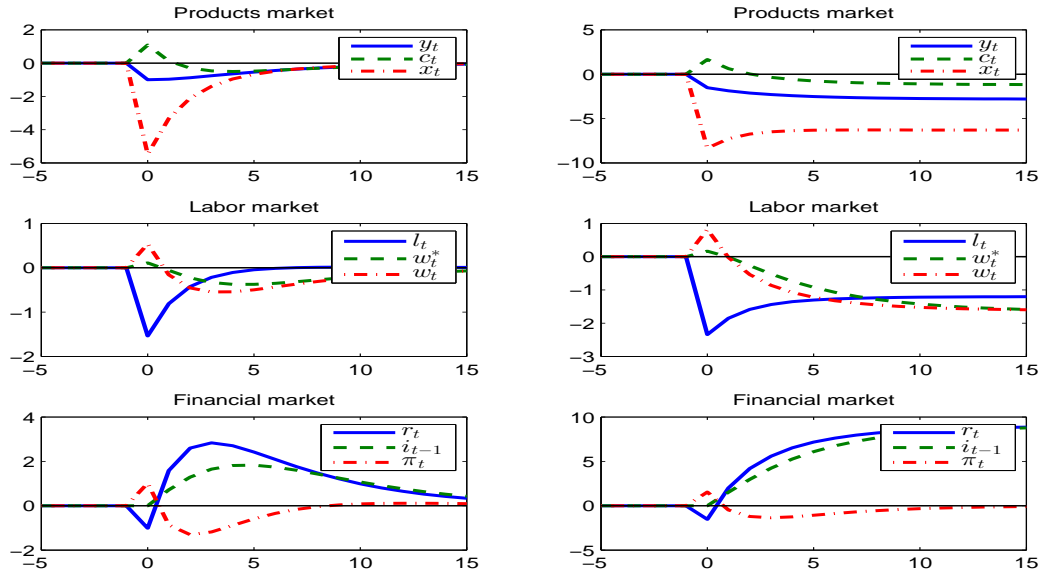 Products market
2
0
−2
−4
−6
−5 0 5 10 15
y_t
c_t
x_t
Products market
5
0
−5
−10
−5 0 5 10 15
y_t
c_t
x_t
Labor market
1
0
−1
−2
−5 0 5 10 15
l_t
w_t^*
w_t
Labor market
1
0
−1
−2
−3
−5 0 5 10 15
l_t
w_t^*
w_t
Financial market
4
2
0
−2
−5 0 5 10 15
r_t
i_{t−1}
π_t
Financial market
10
5
0
−5
−5 0 5 10 15
r_t
i_{t−1}
π_t